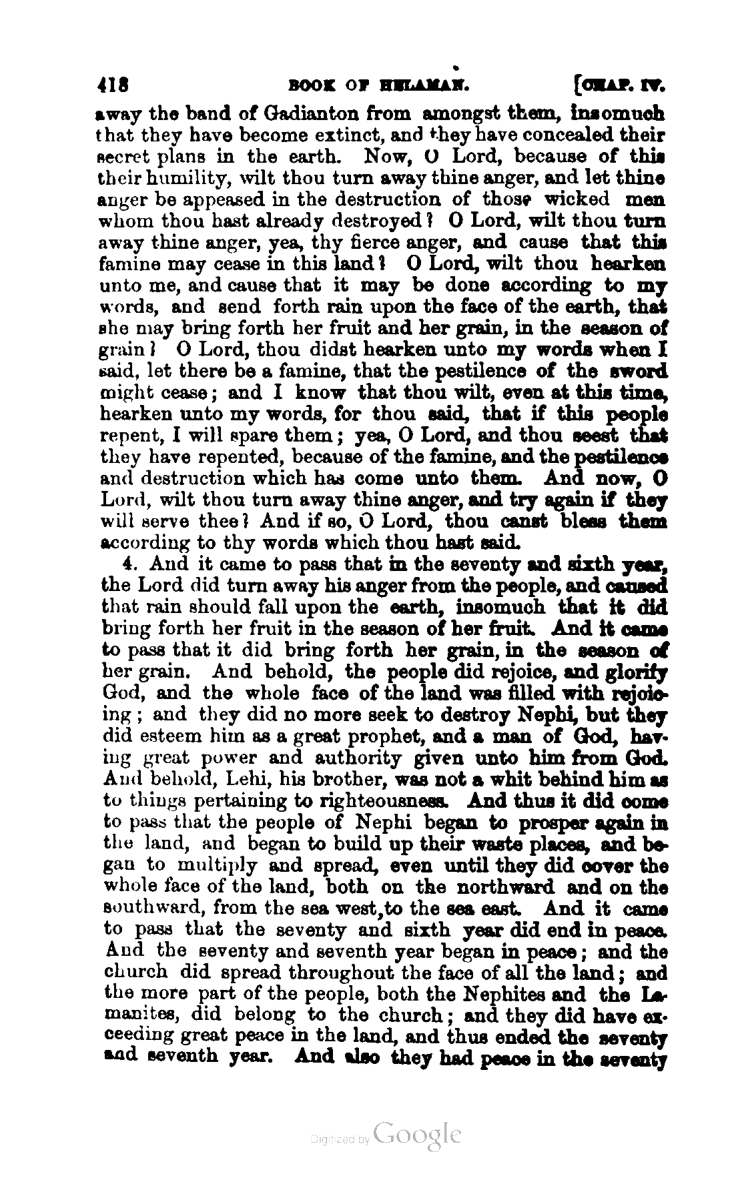 418 BOOK OF HELAMAN. [CHAP. IV.
away the band of Gadianton from amongst them, insomuch
that they have become extinct, and they have concealed their
secret plans in the earth. Now, O Lord, because of this
their humility, wilt thou turn away thine anger, and let thine
anger be appeased in the destruction of those wicked men
whom thou hast already destroyed? O Lord, wilt thou turn
away thine anger, yea, thy fierce anger, and cause that this
famine may cease in this land? O Lord, wilt thou hearken
unto me, and cause that it may be done according to my
words, and send forth rain upon the face of the earth, that
she may bring forth her fruit and her grain, in the season of
grain? O Lord, thou didst hearken unto my words when I
said, let there be a famine, that the pestilence of the sword
might cease; and I know that thou wilt, even at this time,
hearken unto my words, for thou said, that if this people
repent, I will spare them; yea, O Lord, and thou seest that
they have repented, because of the famine, and the pestilence
and destruction which has come unto them. And now, O
Lord, wilt thou turn away thine anger, and try again if they
will serve thee? And if so, O Lord, thou canst bless them
according to thy words which thou hast said.
4. And it came to pass that in the seventy and sixth year,
the Lord did turn away his anger from the people, and caused
that rain should fall upon the earth, insomuch that it did
bring forth her fruit in the season of her fruit. And it came
to pass that it did bring forth her grain, in the season of
her grain. And behold, the people did rejoice, and glorify
God, and the whole face of the land was filled with rejoic-
ing; and they did no more seek to destroy Nephi, but they
did esteem him as a great prophet, and a man of God, hav-
ing great power and authority given unto him from God.
And behold, Lehi, his brother, was not a whit behind him as
to things pertaining to righteousness. And thus it did come
to pass that the people of Nephi began to prosper again in
the land, and began to build up their waste places, and be-
gan to multiply and spread, even until they did cover the
whole face of the land, both on the northward and on the
southward, from the sea west, to the sea east. And it came
to pass that the seventy and sixth year did end in peace.
And the seventy and seventh year began in peace; and the
church did spread throughout the face of all the land; and
the more part of the people, both the Nephites and the La-
manites, did belong to the church; and they did have ex-
ceeding great peace in the land, and thus ended the seventy
and seventh year. And also they had peace in the seventy
Digitized by Google